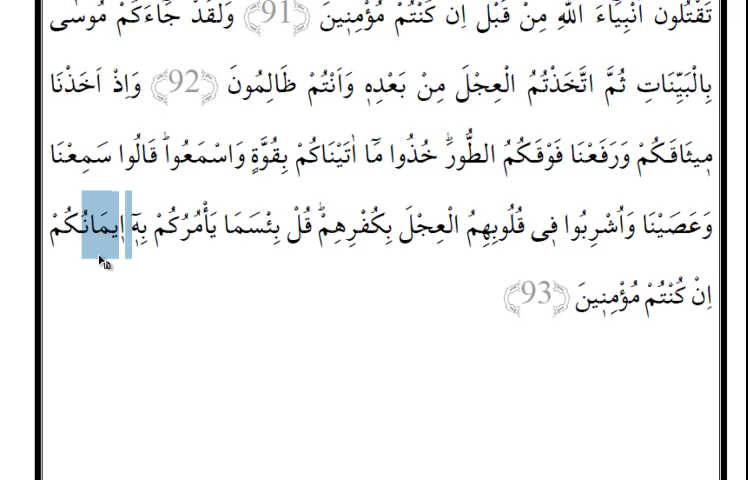 تَقْتُلُونَ اَنْبِيَٓاءَ اللّٰهِ مِنْ قَبْلُ اِنْ كُنْتُمْ مُؤْمِنٖينَ ﴿91﴾ وَلَقَدْ جَٓاءَكُمْ مُوسٰى
بِالْبَيِّنَاتِ ثُمَّ اتَّخَذْتُمُ الْعِجْلَ مِنْ بَعْدِهٖ وَاَنْتُمْ ظَالِمُونَ ﴿92﴾ وَاِذْ اَخَذْنَا
مٖيثَاقَكُمْ وَرَفَعْنَا فَوْقَكُمُ الطُّورَؕ خُذُوا مَٓا اٰتَيْنَاكُمْ بِقُوَّةٍ وَاسْمَعُواؕ قَالُوا سَمِعْنَا
وَعَصَيْنَا وَاُشْرِبُوا فٖى قُلُوبِهِمُ الْعِجْلَ بِكُفْرِهِمْؕ قُلْ بِئْسَمَا يَأْمُرُكُمْ بِهٖٓ اٖيمَانُكُمْ
اِنْ كُنْتُمْ مُؤْمِنٖينَ ﴿93﴾